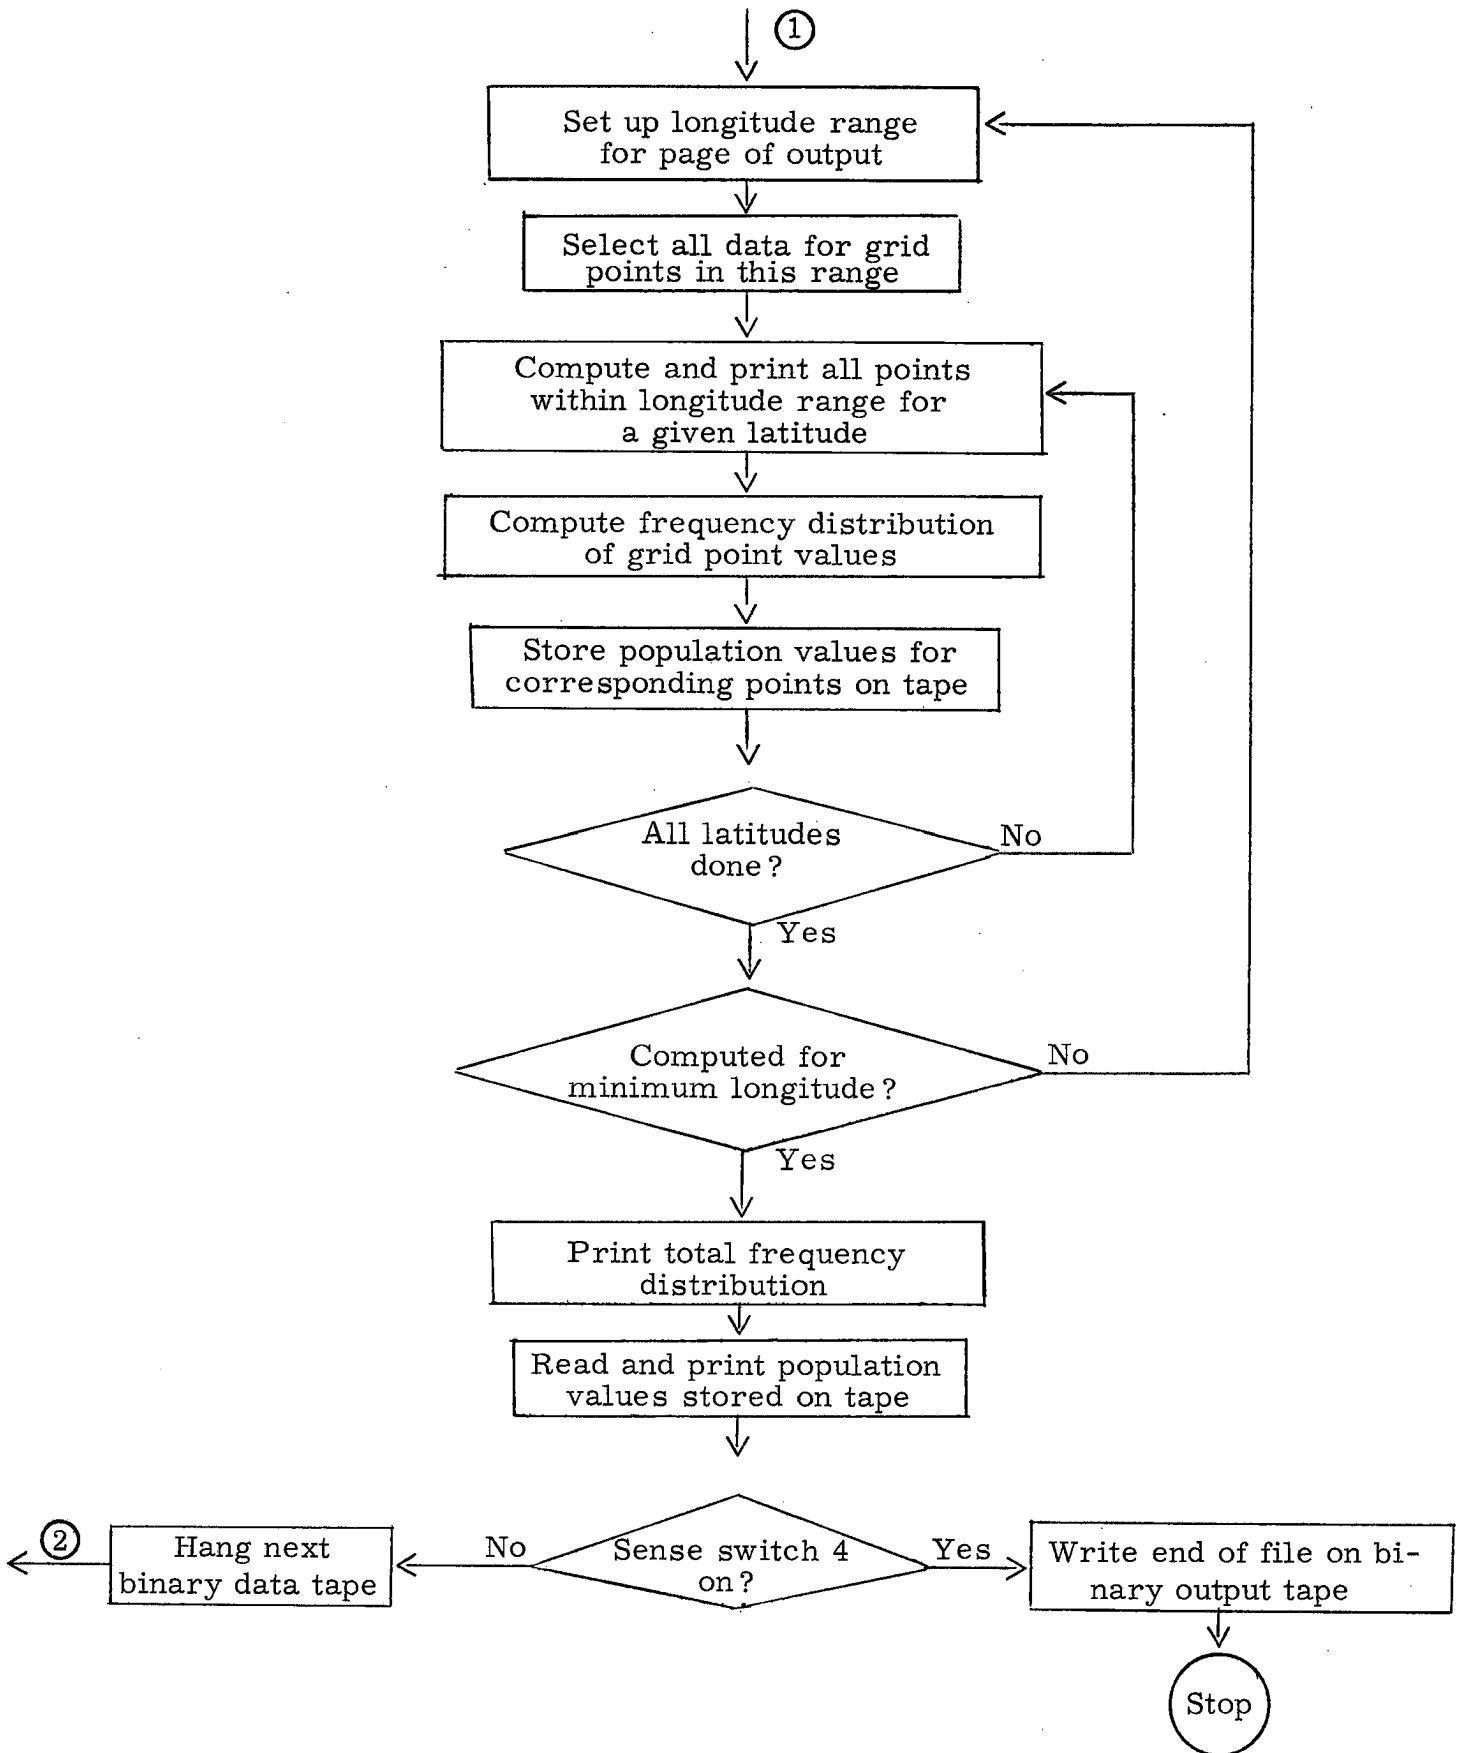 1
Set up longitude range
for page of output
Select all data for grid
points in this range
Compute and print all points
within longitude range for
a given latitude
Compute frequency distribution
of grid point values
Store population values for
corresponding points on tape
All latitudes
done?
No
Yes
Computed for
minimum longitude?
No
Yes
Print total frequency
distribution
Read and print population
values stored on tape
2
Hang next
binary data tape
No
Sense switch 4
on?
Yes
Write end of file on bi-
nary output tape
Stop